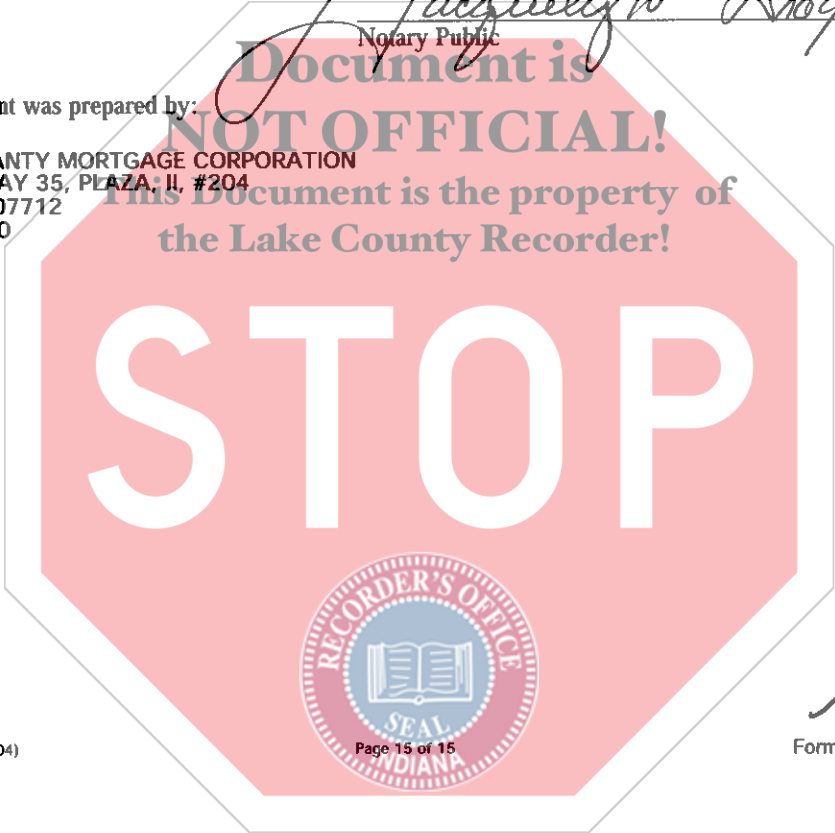 Jacquelyn
Notary Public
Document is
nt was prepared by:
NOT OFFICIAL!
ANTY MORTGAGE CORPORATION
AY 35, PLAZA, II, #204
This Document is the property of
07712
0
the Lake County Recorder!
STOP
RECORDER'S OFFICE
SEAL
INDIANA
04)
Page 15 of 15
Form